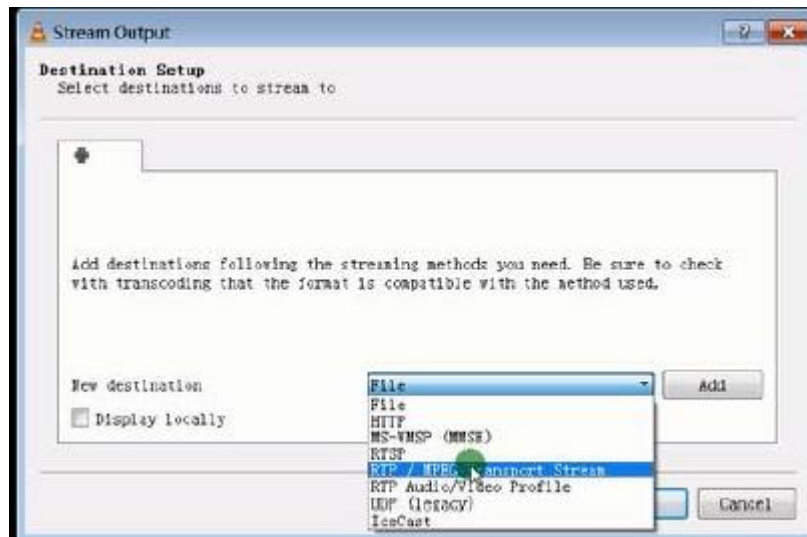 Stream Output
Destination Setup
Select destinations to stream to
Add destinations following the streaming methods you need. Be sure to check
with transcoding that the format is compatible with the method used.
New destination
File
Add
Display locally
File
HTTP
MS-WMSP (MMSH)
RTSP
RTP / MPEG Transport Stream
RTP Audio/Video Profile
UDP (legacy)
IceCast
Cancel